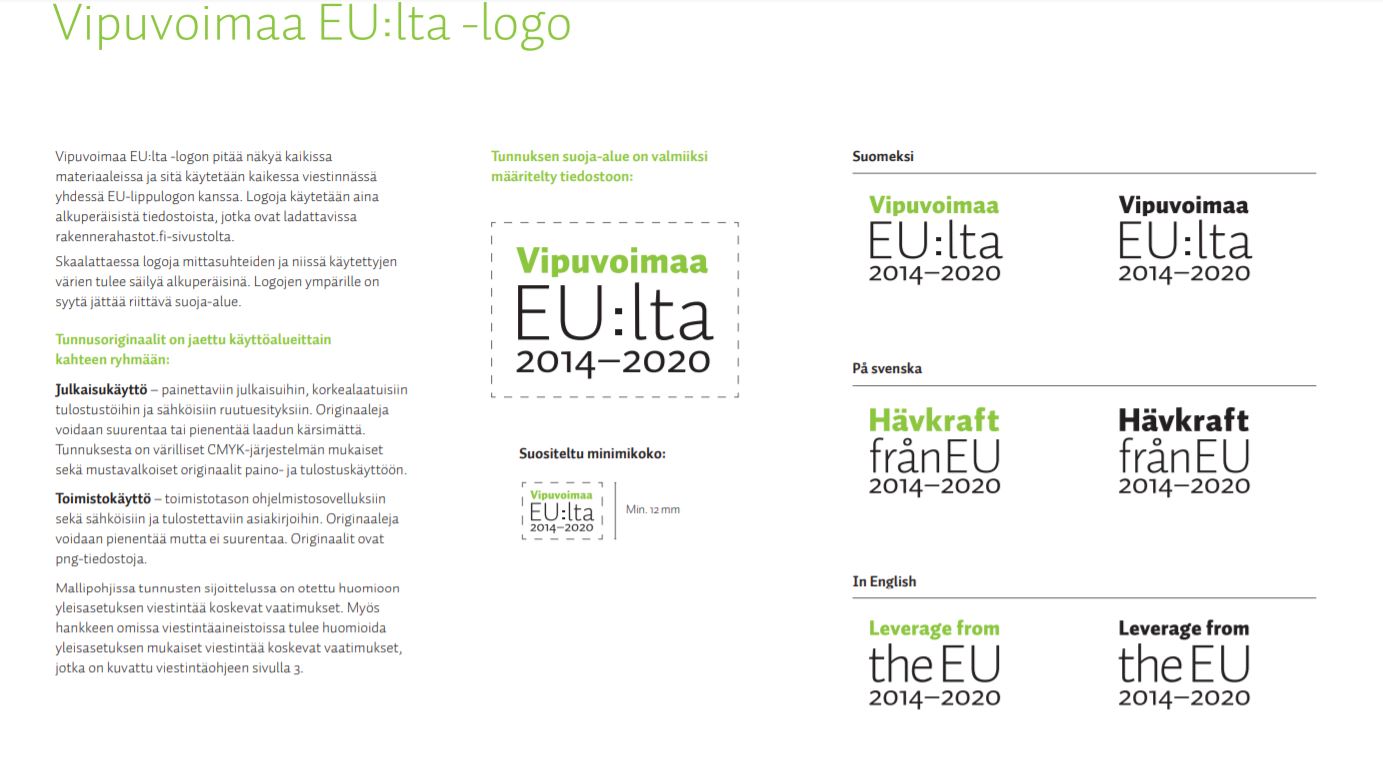 Vipuvoimaa EU:lta -logo
Vipuvoimaa EU:lta -logon pitää näkyä kaikissa
materiaaleissa ja sitä käytetään kaikessa viestinnässä
yhdessä EU-lippulogon kanssa. Logoja käytetään aina
alkuperäisistä tiedostoista, jotka ovat ladattavissa
rakennerahastot.fi-sivustolta.
Skaalattaessa logoja mittasuhteiden ja niissä käytettyjen
värien tulee säilyä alkuperäisinä. Logojen ympärille on
syytä jättää riittävä suoja-alue.
Tunnusoriginaalit on jaettu käyttöalueittain
kahteen ryhmään:
Julkaisukäyttö – painettaviin julkaisuihin, korkealaatuisiin
tulostustöihin ja sähköisiin ruutuesityksiin. Originaaleja
voidaan suurentaa tai pienentää laadun kärsimättä.
Tunnuksesta on värilliset CMYK-järjestelmän mukaiset
sekä mustavalkoiset originaalit paino- ja tulostuskäyttöön.
Toimistokäyttö – toimistotason ohjelmistosovelluksiin
sekä sähköisiin ja tulostettaviin asiakirjoihin. Originaaleja
voidaan pienentää mutta ei suurentaa. Originaalit ovat
png-tiedostoja.
Mallipohjissa tunnusten sijoittelussa on otettu huomioon
yleisasetuksen viestintää koskevat vaatimukset. Myös
hankkeen omissa viestintäaineistoissa tulee huomioida
yleisasetuksen mukaiset viestintää koskevat vaatimukset,
jotka on kuvattu viestintäohjeen sivulla 3.
Tunnuksen suoja-alue on valmiiksi
määritelty tiedostoon:
Vipuvoimaa
EU:lta
2014–2020
Suositeltu minimikoko:
Vipuvoimaa
EU:lta
2014–2020
Min. 12 mm
Suomeksi
Vipuvoimaa
EU:lta
2014–2020
Vipuvoimaa
EU:lta
2014–2020
På svenska
Hävkraft
från EU
2014–2020
Hävkraft
från EU
2014–2020
In English
Leverage from
the EU
2014–2020
Leverage from
the EU
2014–2020